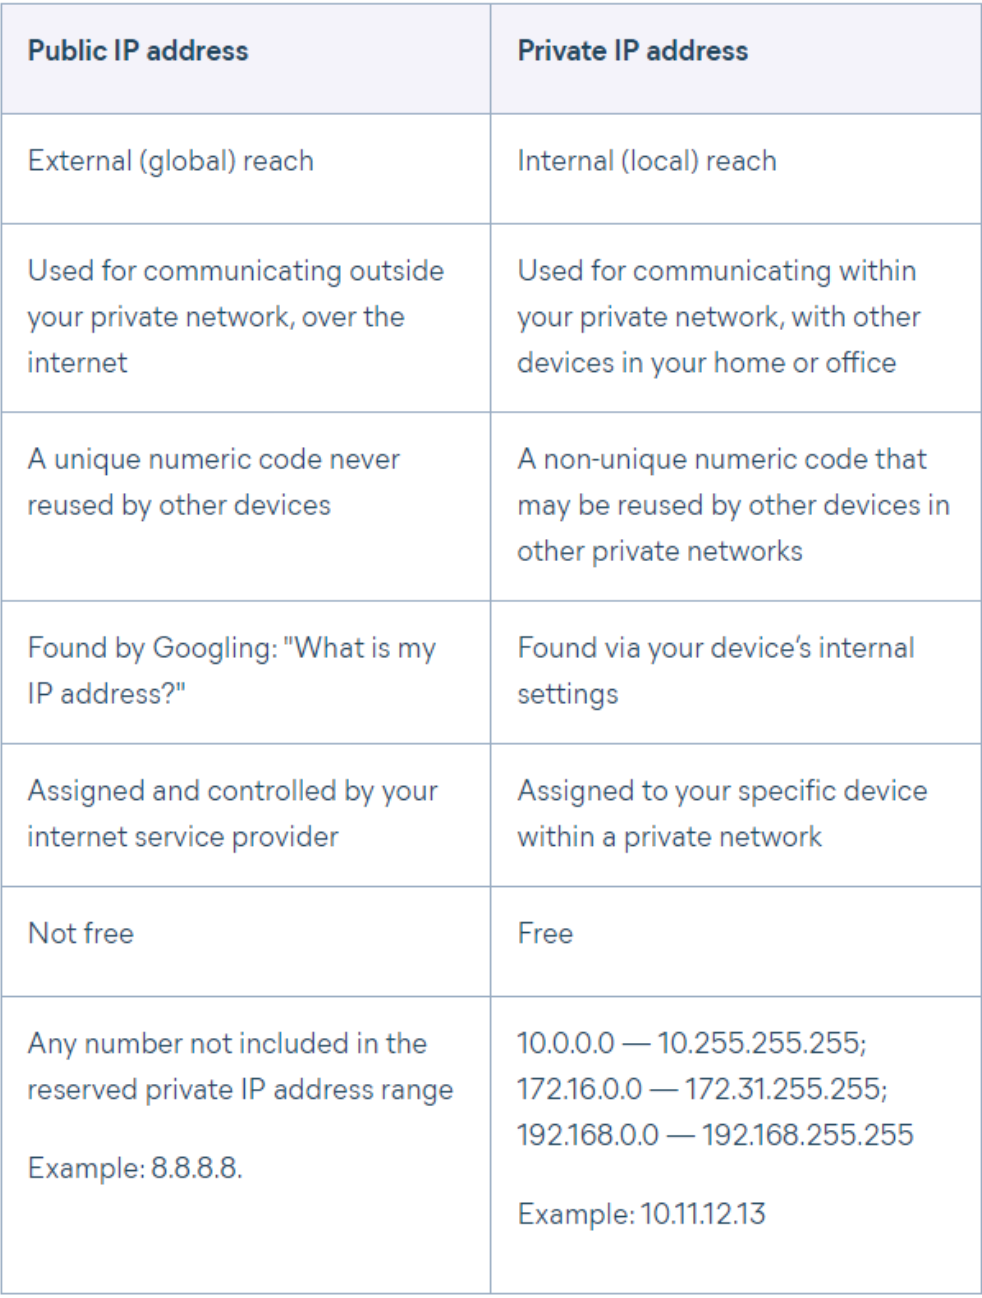 Public IP address
Private IP address
External (global) reach
Internal (local) reach
Used for communicating outside
your private network, over the
internet
Used for communicating within
your private network, with other
devices in your home or office
A unique numeric code never
reused by other devices
A non-unique numeric code that
may be reused by other devices in
other private networks
Found by Googling: "What is my
IP address?"
Found via your device’s internal
settings
Assigned and controlled by your
internet service provider
Assigned to your specific device
within a private network
Not free
Free
Any number not included in the
reserved private IP address range
Example: 8.8.8.8.
10.0.0.0 — 10.255.255.255;
172.16.0.0 — 172.31.255.255;
192.168.0.0 — 192.168.255.255
Example: 10.11.12.13